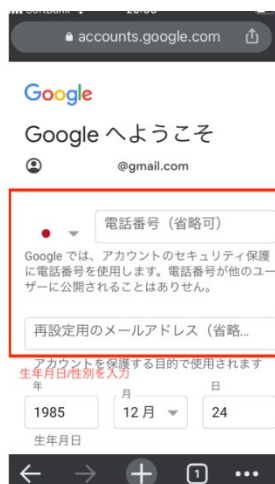 accounts.google.com
Google
Google へようこそ
@gmail.com
電話番号（省略可）
Google では、アカウントのセキュリティ保護
に電話番号を使用します。電話番号が他のユー
ザーに公開されることはありません。
再設定用のメールアドレス（省略...
アカウントを保護する目的で使用されます
生年月日/性別を入力
年
月
日
1985
12 月
24
生年月日
1